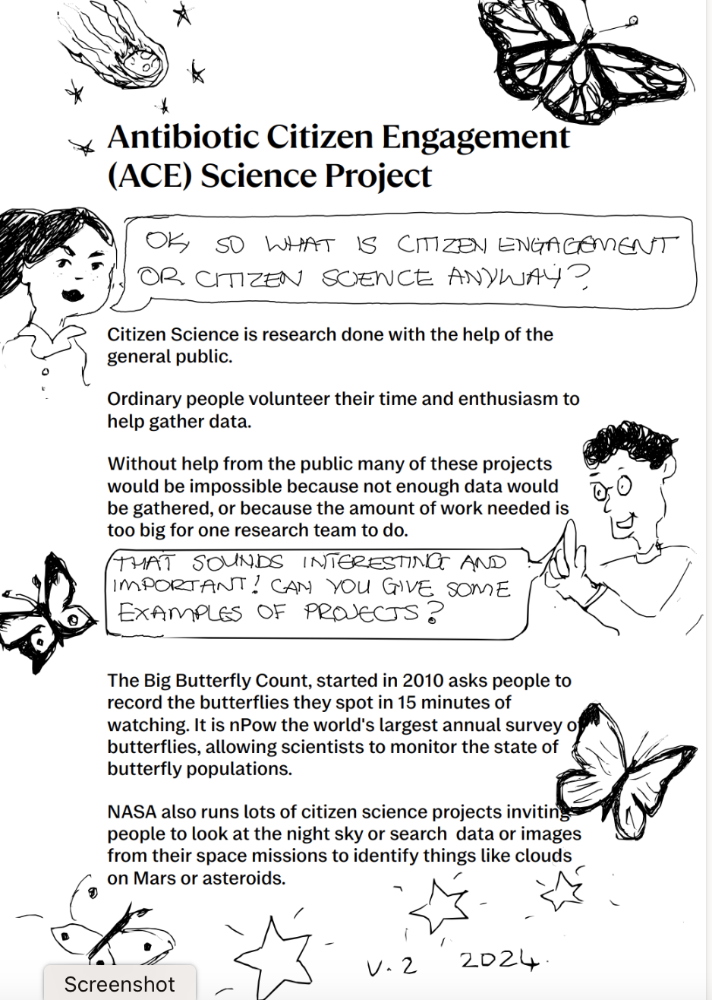 Antibiotic Citizen Engagement
(ACE) Science Project
OK, SO WHAT IS CITIZEN ENGAGEMENT
OR CITIZEN SCIENCE ANYWAY?
Citizen Science is research done with the help of the
general public.
Ordinary people volunteer their time and enthusiasm to
help gather data.
Without help from the public many of these projects
would be impossible because not enough data would
be gathered, or because the amount of work needed is
too big for one research team to do.
THAT SOUNDS INTERESTING AND
IMPORTANT! CAN YOU GIVE SOME
EXAMPLES OF PROJECTS?
The Big Butterfly Count, started in 2010 asks people to
record the butterflies they spot in 15 minutes of
watching. It is nPow the world's largest annual survey of
butterflies, allowing scientists to monitor the state of
butterfly populations.
NASA also runs lots of citizen science projects inviting
people to look at the night sky or search  data or images
from their space missions to identify things like clouds
on Mars or asteroids.
V. 2 2024.
Screenshot